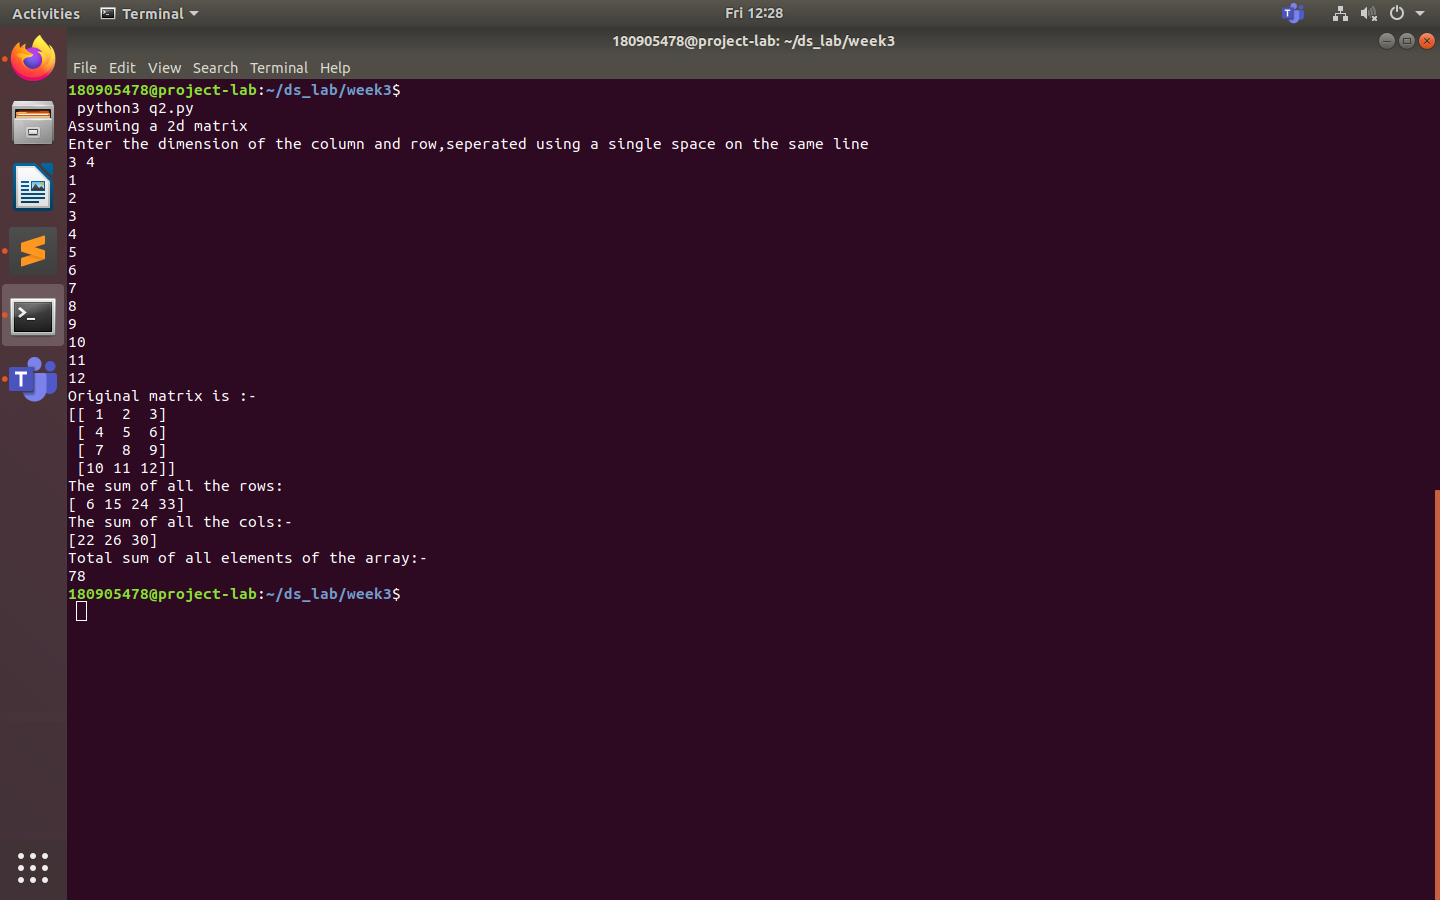 Activities Terminal Fri 12:28
180905478@project-lab: ~/ds_lab/week3
File Edit View Search Terminal Help
180905478@project-lab:~/ds_lab/week3$
 python3 q2.py
Assuming a 2d matrix
Enter the dimension of the column and row,seperated using a single space on the same line
3 4
1
2
3
4
5
6
7
8
9
10
11
12
Original matrix is :-
[[ 1  2  3]
 [ 4  5  6]
 [ 7  8  9]
 [10 11 12]]
The sum of all the rows:
[ 6 15 24 33]
The sum of all the cols:-
[22 26 30]
Total sum of all elements of the array:-
78
180905478@project-lab:~/ds_lab/week3$